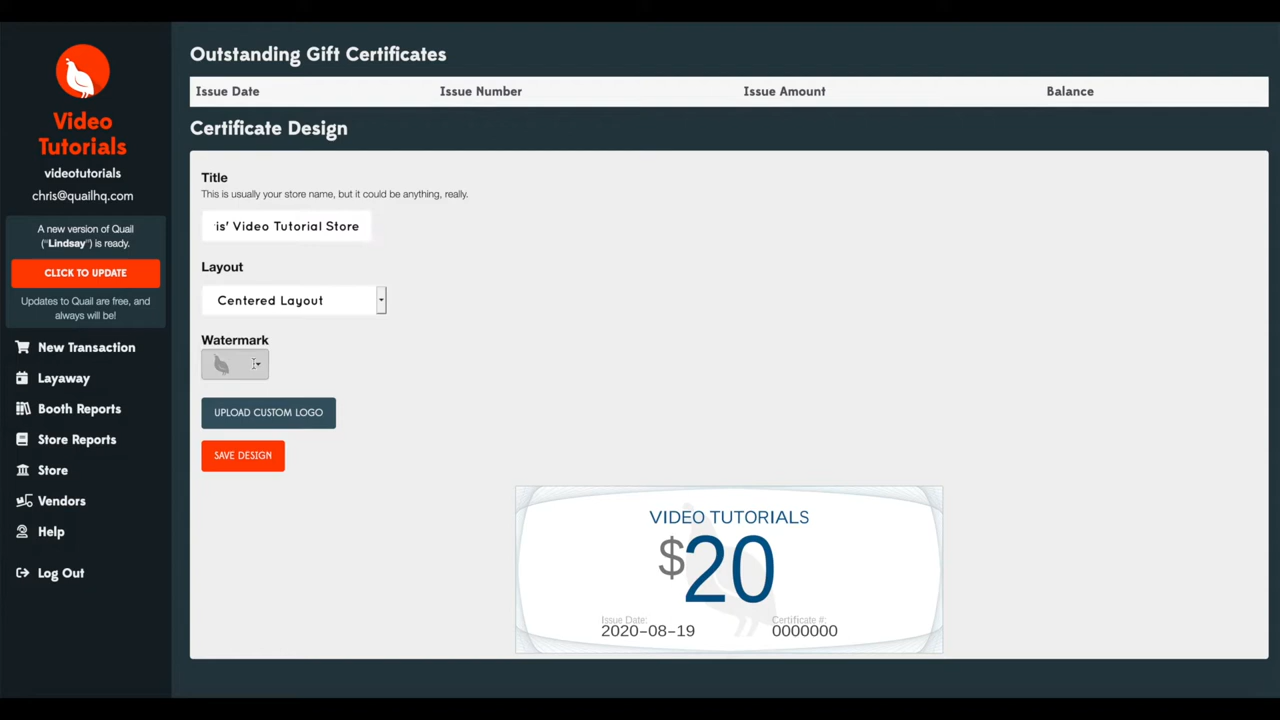 Video
Tutorials
videotutorials
chris@quailhq.com
A new version of Quail
("Lindsay") is ready.
CLICK TO UPDATE
Updates to Quail are free, and
always will be!
New Transaction
Layaway
Booth Reports
Store Reports
Store
Vendors
Help
Log Out
Outstanding Gift Certificates
Issue Date Issue Number Issue Amount Balance
Certificate Design
Title
This is usually your store name, but it could be anything, really.
is' Video Tutorial Store
Layout
Centered Layout
Watermark
UPLOAD CUSTOM LOGO
SAVE DESIGN
VIDEO TUTORIALS
$20
Issue Date: Certificate #:
2020-08-19 0000000